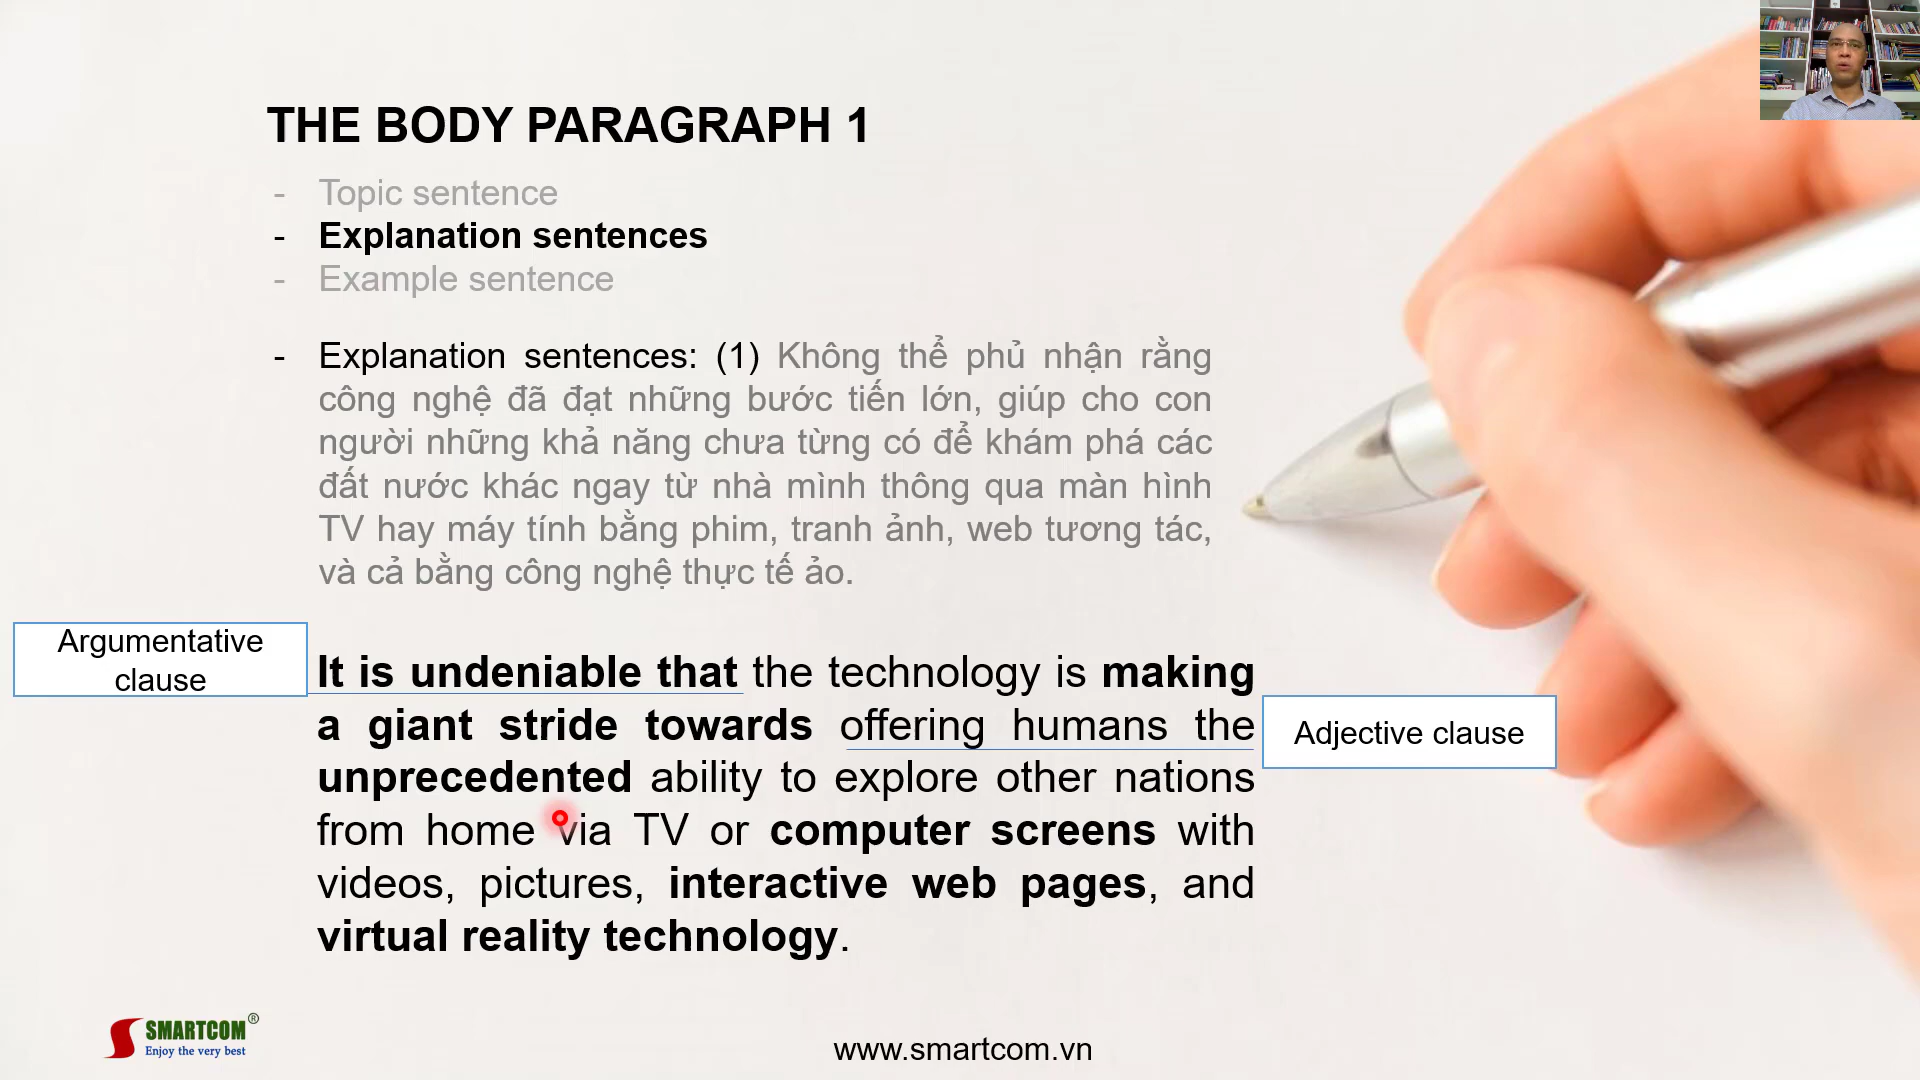 THE BODY PARAGRAPH 1
- Topic sentence
- Explanation sentences
- Example sentence
- Explanation sentences: (1) Không thể phủ nhận rằng
công nghệ đã đạt những bước tiến lớn, giúp cho con
người những khả năng chưa từng có để khám phá các
đất nước khác ngay từ nhà mình thông qua màn hình
TV hay máy tính bằng phim, tranh ảnh, web tương tác,
và cả bằng công nghệ thực tế ảo.
Argumentative
clause
It is undeniable that the technology is making
a giant stride towards offering humans the
unprecedented ability to explore other nations
from home via TV or computer screens with
videos, pictures, interactive web pages, and
virtual reality technology.
Adjective clause
SMARTCOM®
Enjoy the very best
www.smartcom.vn